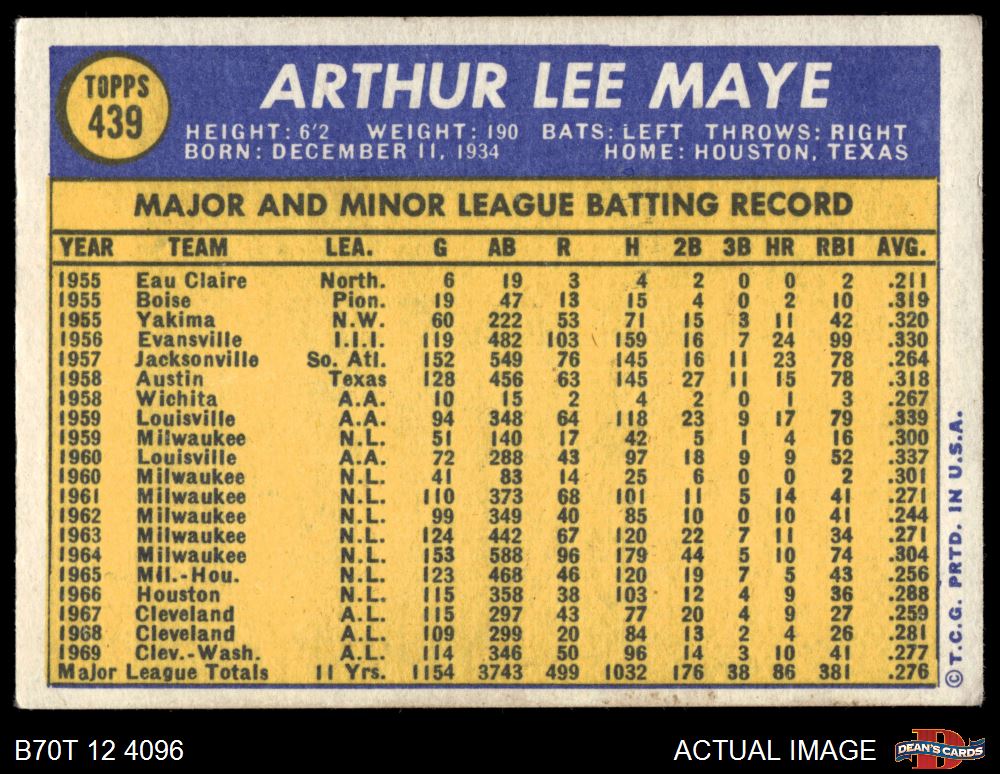 TOPPS
439
ARTHUR LEE MAYE
HEIGHT: 6'2 WEIGHT: 190 BATS: LEFT THROWS: RIGHT
BORN: DECEMBER 11, 1934 HOME: HOUSTON, TEXAS
MAJOR AND MINOR LEAGUE BATTING RECORD
YEAR TEAM LEA. G AB R H 2B 3B HR RBI AVG.
1955 Eau Claire North. 6 19 3 4 2 0 0 2 .211
1955 Boise Pion. 19 47 13 15 4 0 2 10 .319
1955 Yakima N.W. 60 222 53 71 15 3 11 42 .320
1956 Evansville I.I.I. 119 482 103 159 16 7 24 99 .330
1957 Jacksonville So. Atl. 152 549 76 145 16 11 23 78 .264
1958 Austin Texas 128 456 63 145 27 11 15 78 .318
1958 Wichita A.A. 10 15 2 4 2 0 1 3 .267
1959 Louisville A.A. 94 348 64 118 23 9 17 79 .339
1959 Milwaukee N.L. 51 140 17 42 5 1 4 16 .300
1960 Louisville A.A. 72 288 43 97 18 9 9 52 .337
1960 Milwaukee N.L. 41 83 14 25 6 0 0 2 .301
1961 Milwaukee N.L. 110 373 68 101 11 5 14 41 .271
1962 Milwaukee N.L. 99 349 40 85 10 0 10 41 .244
1963 Milwaukee N.L. 124 442 67 120 22 7 11 34 .271
1964 Milwaukee N.L. 153 588 96 179 44 5 10 74 .304
1965 Mil.-Hou. N.L. 123 468 46 120 19 7 5 43 .256
1966 Houston N.L. 115 358 38 103 12 4 9 36 .288
1967 Cleveland A.L. 115 297 43 77 20 4 9 27 .259
1968 Cleveland A.L. 109 299 20 84 13 2 4 26 .281
1969 Clev.-Wash. A.L. 114 346 50 96 14 3 10 41 .277
Major League Totals 11 Yrs. 1154 3743 499 1032 176 38 86 381 .276
©T.C.G. PRTD. IN U.S.A.
B70T 12 4096 ACTUAL IMAGE
D
DEAN'S CARDS